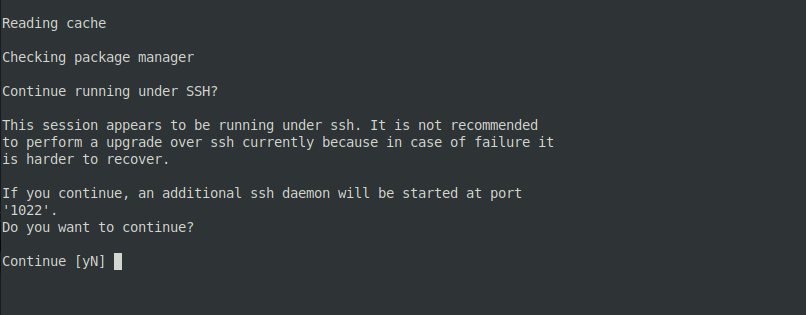 Reading cache
Checking package manager
Continue running under SSH?
This session appears to be running under ssh. It is not recommended
to perform a upgrade over ssh currently because in case of failure it
is harder to recover.
If you continue, an additional ssh daemon will be started at port
'1022'.
Do you want to continue?
Continue [yN]